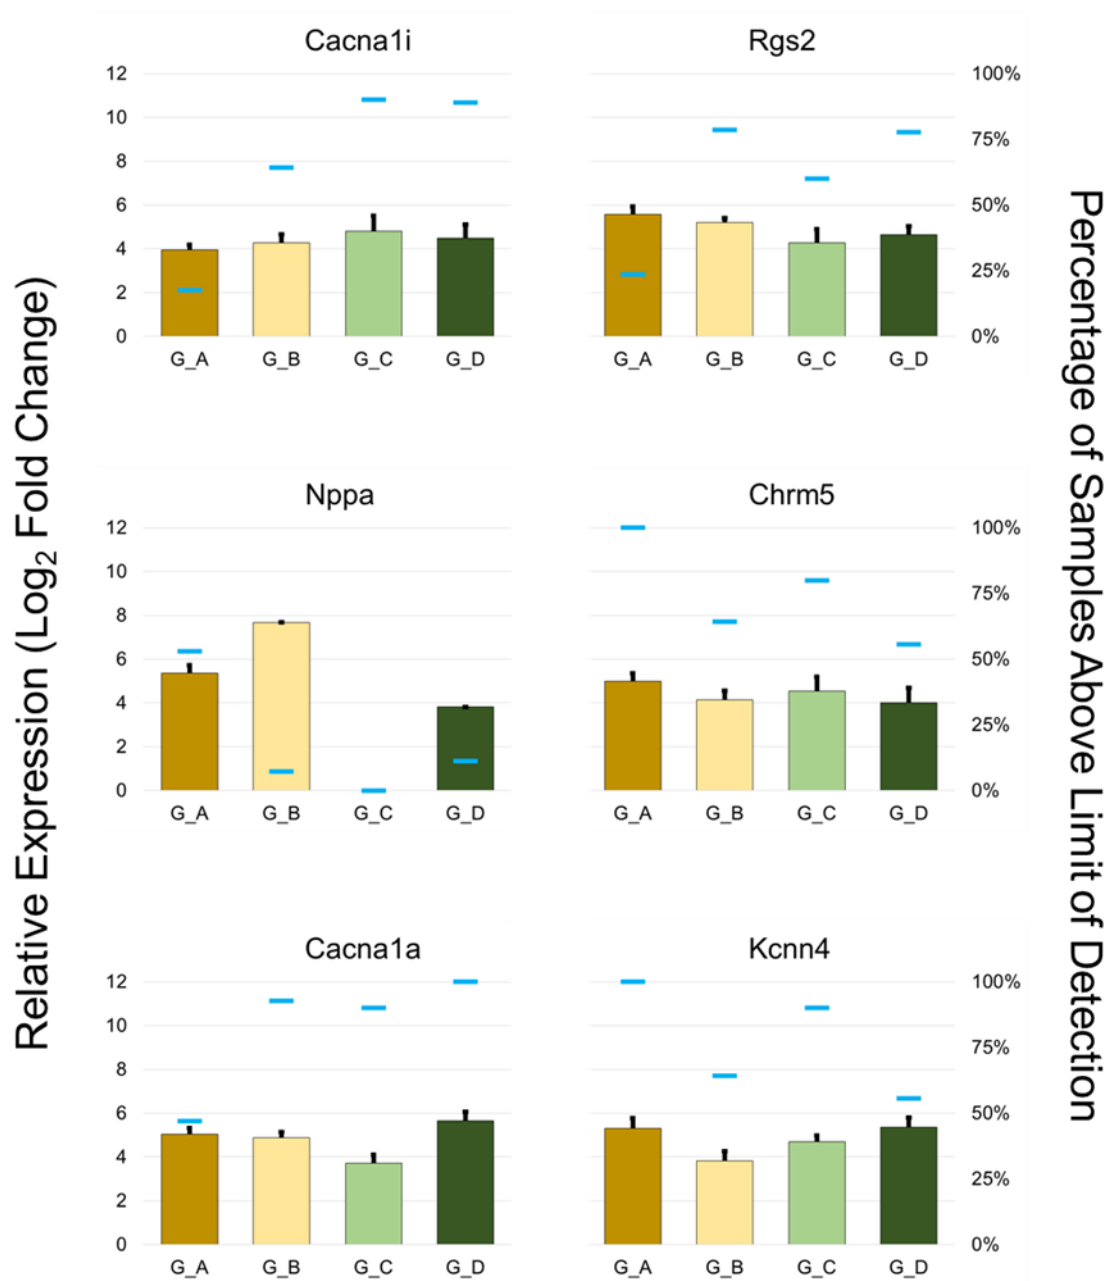 Relative Expression (Log₂ Fold Change)
Cacna1i
12
10
8
6
4
2
0
G_A G_B G_C G_D
Rgs2
100%
75%
50%
25%
0%
G_A G_B G_C G_D
Nppa
12
10
8
6
4
2
0
G_A G_B G_C G_D
Chrm5
100%
75%
50%
25%
0%
G_A G_B G_C G_D
Cacna1a
12
10
8
6
4
2
0
G_A G_B G_C G_D
Kcnn4
100%
75%
50%
25%
0%
G_A G_B G_C G_D
Percentage of Samples Above Limit of Detection